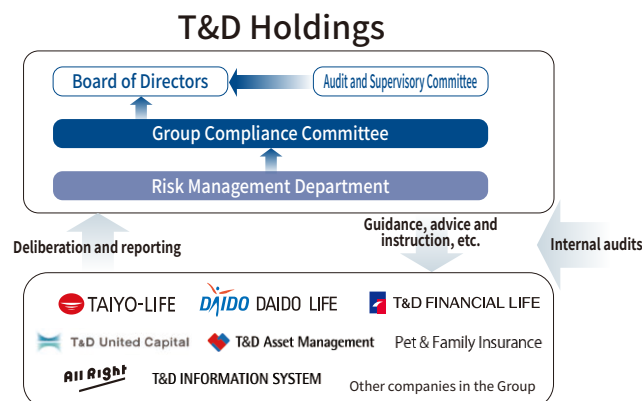 T&D Holdings
Board of Directors
Audit and Supervisory Committee
Group Compliance Committee
Risk Management Department
Deliberation and reporting
Guidance, advice and
instruction, etc.
Internal audits
TAIYO-LIFE
DAIDO DAIDO LIFE
T&D FINANCIAL LIFE
T&D United Capital
T&D Asset Management
Pet & Family Insurance
All Right
T&D INFORMATION SYSTEM
Other companies in the Group